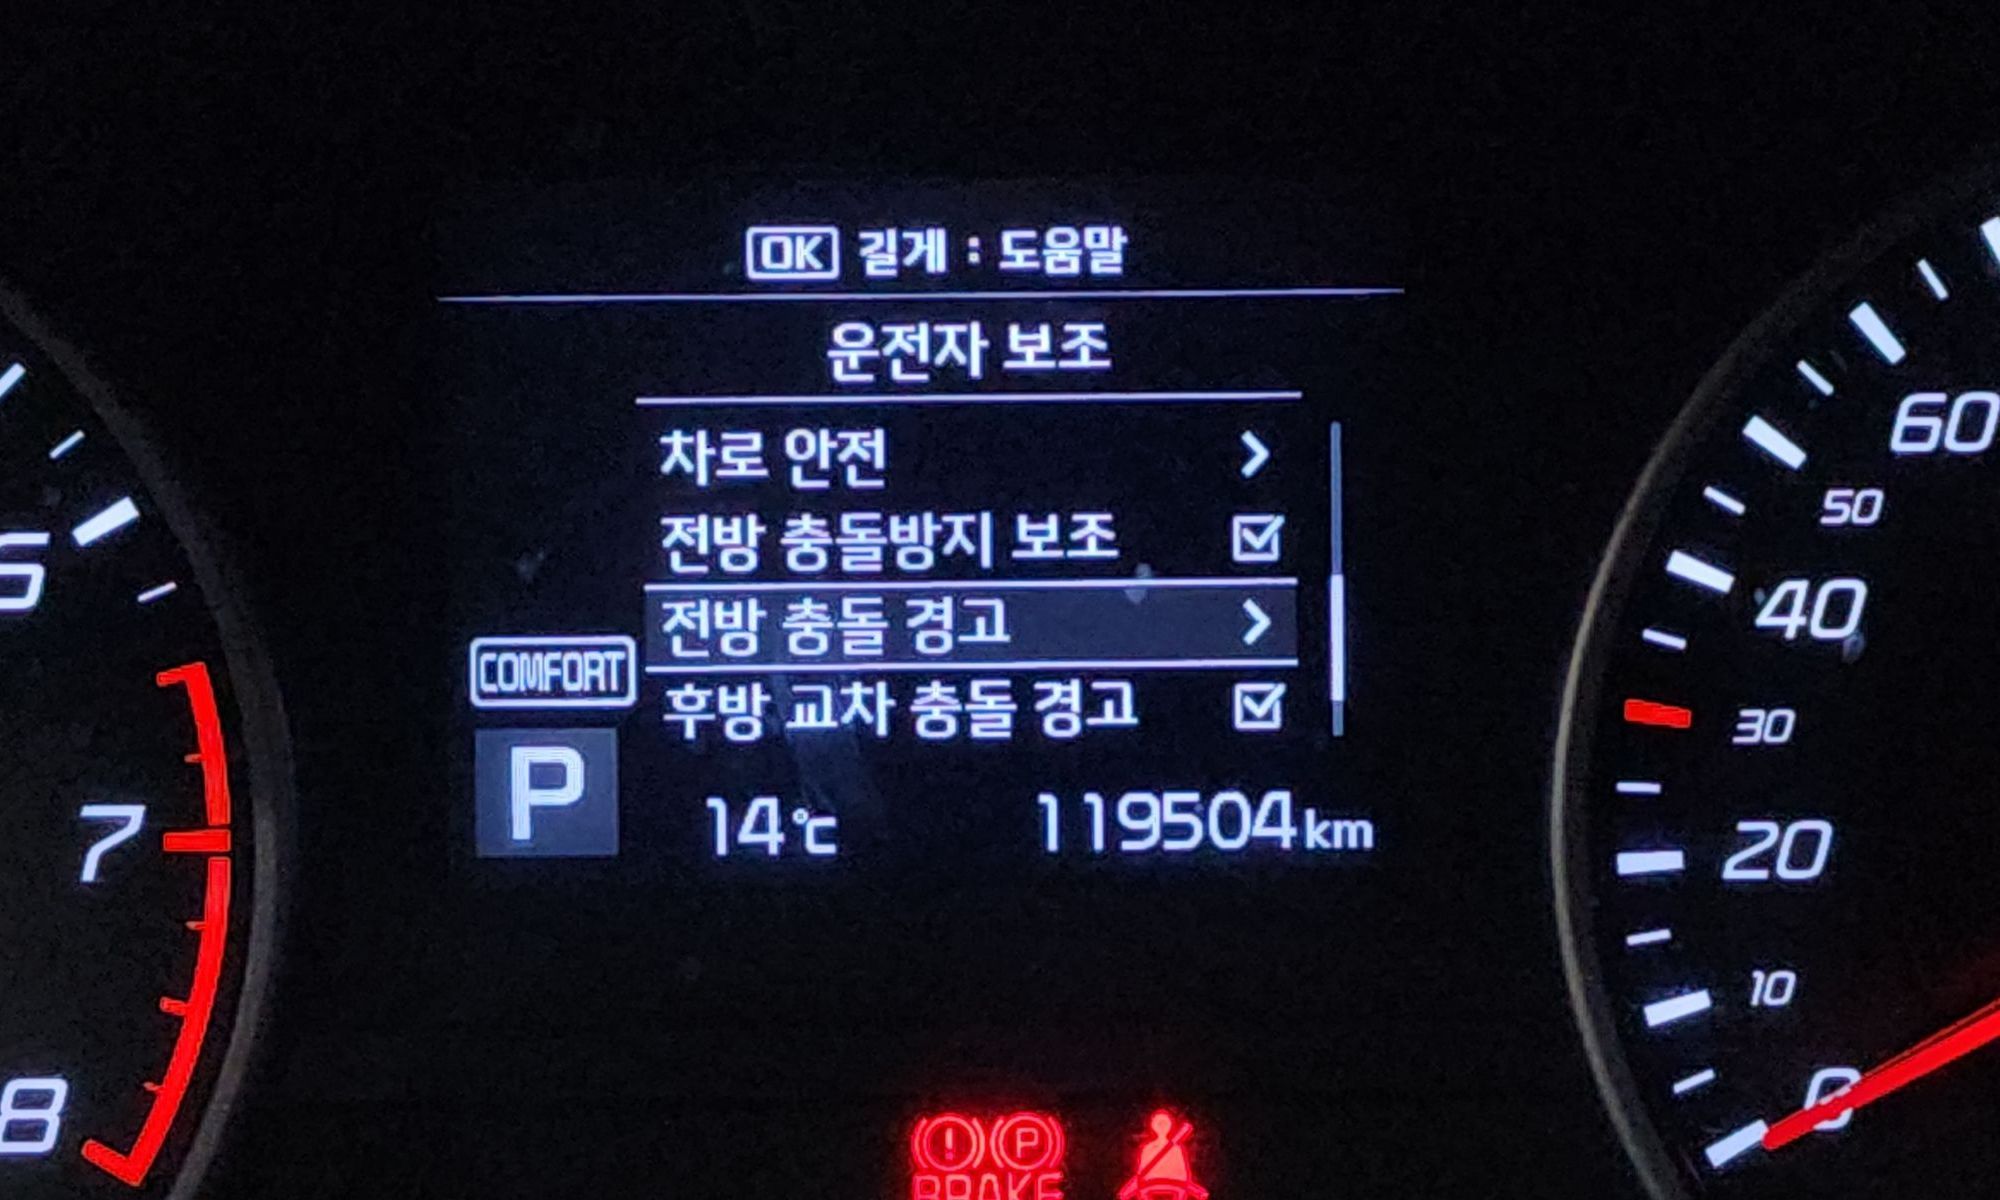 OK 길게 : 도움말
운전자 보조
차로 안전
전방 충돌방지 보조
전방 충돌 경고
후방 교차 충돌 경고
COMFORT
P
14℃ 119504km
6
7
8
60
50
40
30
20
10
0
P
BRAKE